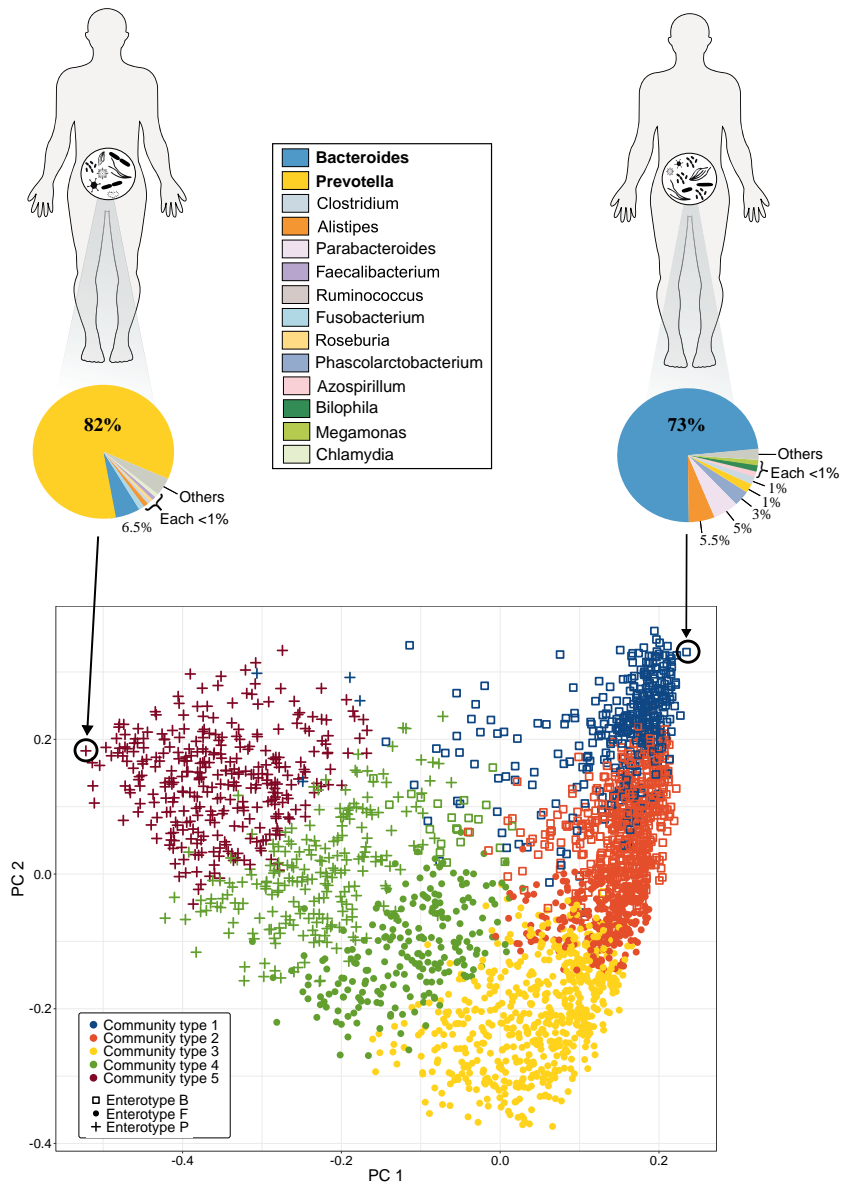 Bacteroides
Prevotella
Clostridium
Alistipes
Parabacteroides
Faecalibacterium
Ruminococcus
Fusobacterium
Roseburia
Phascolarctobacterium
Azospirillum
Bilophila
Megamonas
Chlamydia
82%
Others
Each <1%
6.5%
73%
Others
Each <1%
1%
1%
3%
5%
5.5%
PC 2
0.2
0.0
-0.2
-0.4
Community type 1
Community type 2
Community type 3
Community type 4
Community type 5
Enterotype B
Enterotype F
Enterotype P
-0.4
-0.2
0.0
0.2
PC 1